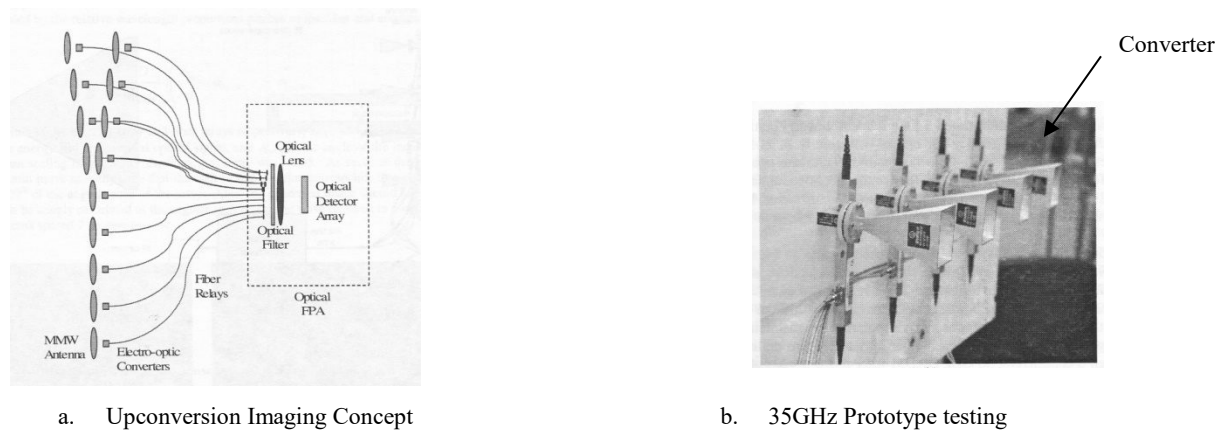 Converter
Optical
Lens
Optical
Detector
Array
Optical
Filter
Fiber
Relays
Optical
FPA
MMW
Antenna
Electro-optic
Converters
a. Upconversion Imaging Concept
b. 35GHz Prototype testing